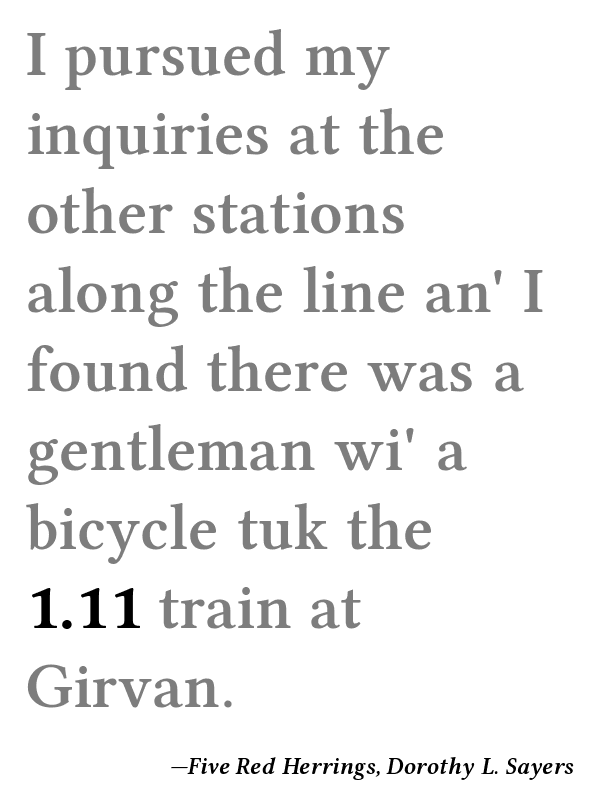 I pursued my
inquiries at the
other stations
along the line an' I
found there was a
gentleman wi' a
bicycle tuk the
1.11 train at
Girvan.
—Five Red Herrings, Dorothy L. Sayers